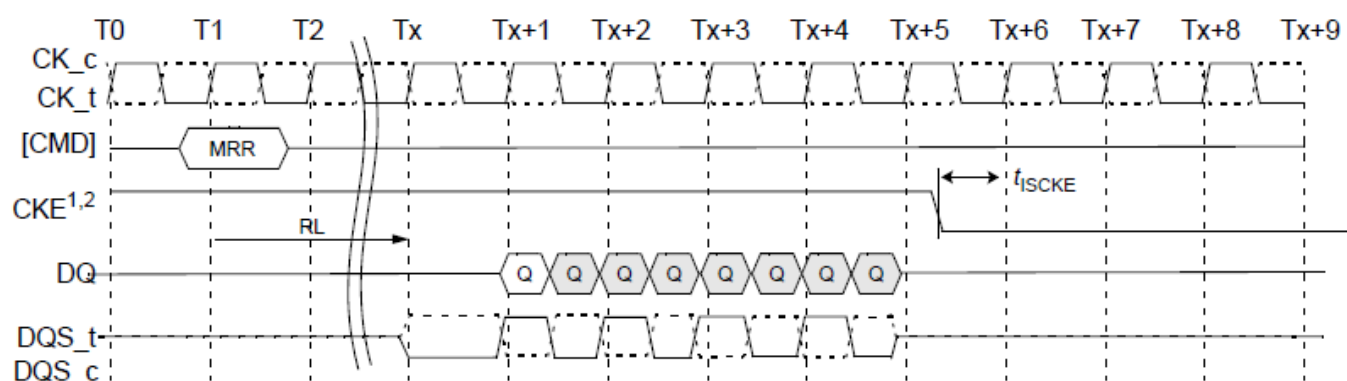 T0 T1 T2 Tx Tx+1 Tx+2 Tx+3 Tx+4 Tx+5 Tx+6 Tx+7 Tx+8 Tx+9
CK_c
CK_t
[CMD] MRR
tISCKE
CKE1,2
RL
DQ Q Q Q Q Q Q Q Q
DQS_t
DQS_c